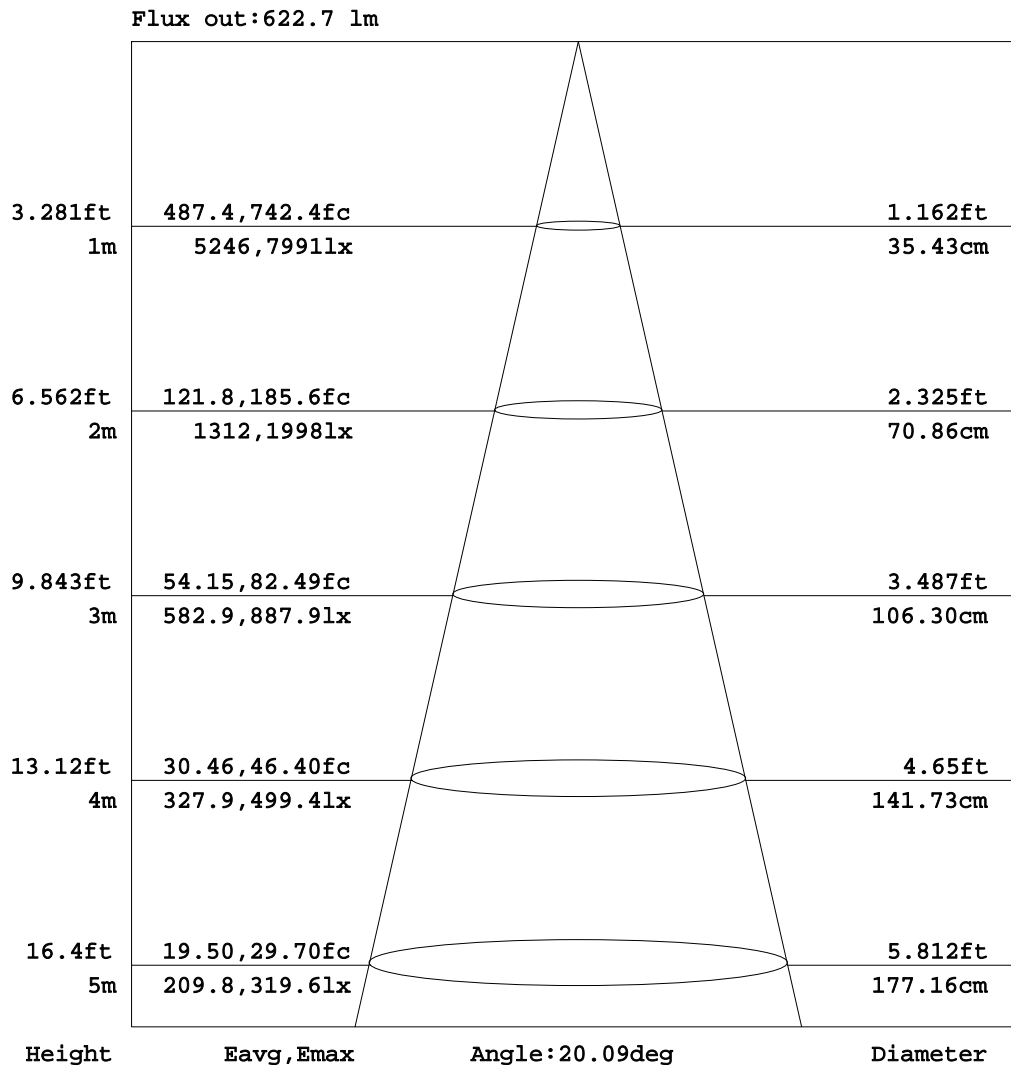 Flux out:622.7 lm
3.281ft 487.4,742.4fc 1.162ft
1m 5246,7991lx 35.43cm
6.562ft 121.8,185.6fc 2.325ft
2m 1312,1998lx 70.86cm
9.843ft 54.15,82.49fc 3.487ft
3m 582.9,887.9lx 106.30cm
13.12ft 30.46,46.40fc 4.65ft
4m 327.9,499.4lx 141.73cm
16.4ft 19.50,29.70fc 5.812ft
5m 209.8,319.6lx 177.16cm
Height Eavg,Emax Angle:20.09deg Diameter